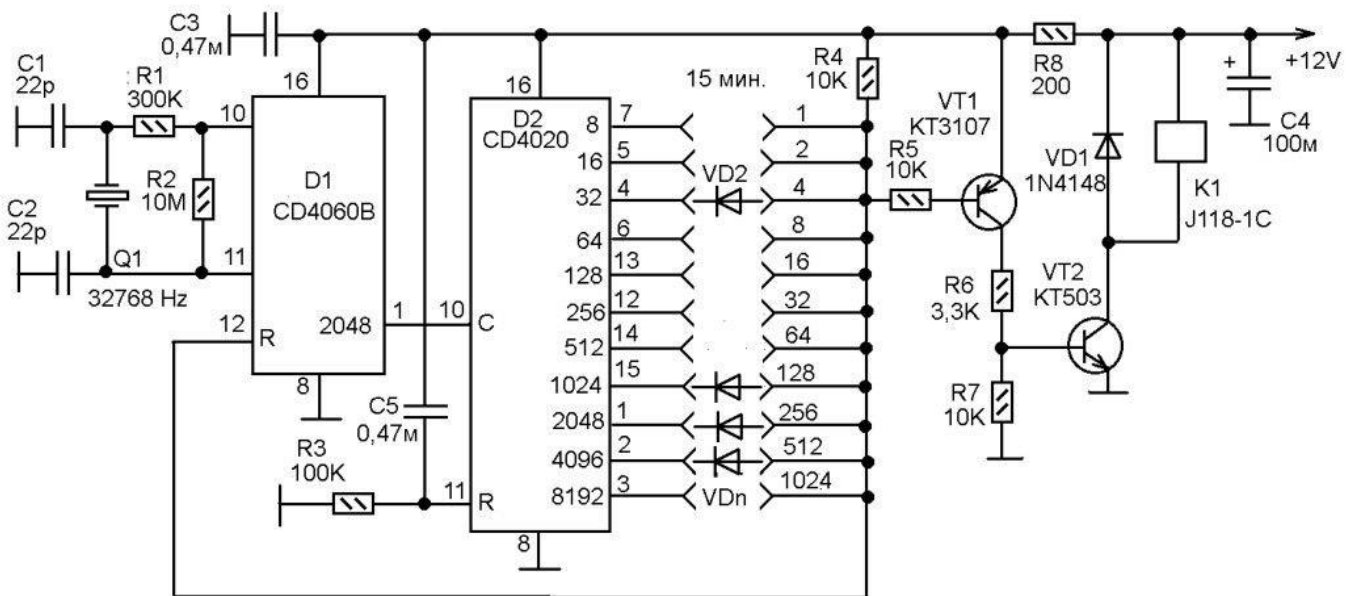 C3
0,47м
C1
22p
R1
300K
10
16
D1
CD4060B
R2
10M
C2
22p
Q1
32768 Hz
11
12
R
2048
1
8
10
C
16
D2
CD4020
C5
0,47м
R3
100K
11
R
8
15 мин.
8
7
1
16
5
2
VD2
32
4
4
64
6
8
128
13
16
256
12
32
512
14
64
1024
15
128
2048
1
256
4096
2
512
8192
3
VDn
1024
R4
10K
R5
10K
VT1
KT3107
R6
3,3K
R7
10K
VT2
KT503
R8
200
VD1
1N4148
K1
J118-1C
+12V
+
C4
100м